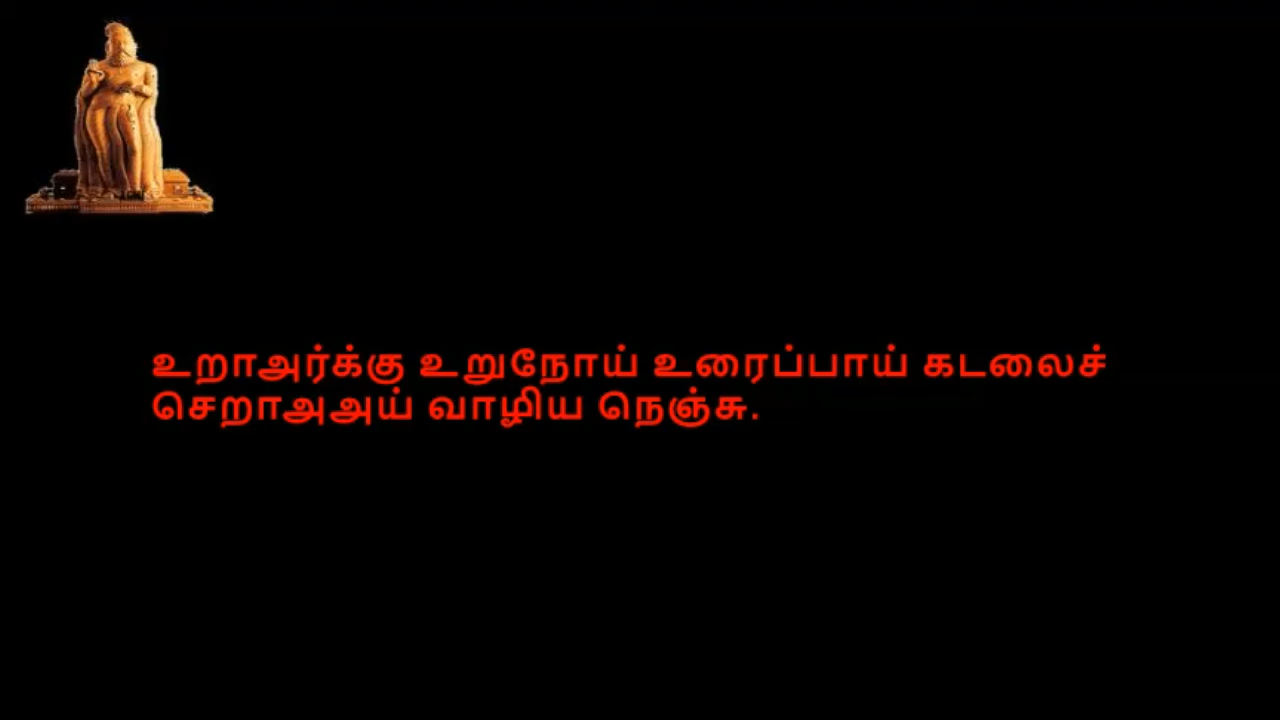 உறாஅர்க்கு உறுநோய் உரைப்பாய் கடலைச்
செறாஅஅய் வாழிய நெஞ்சு.